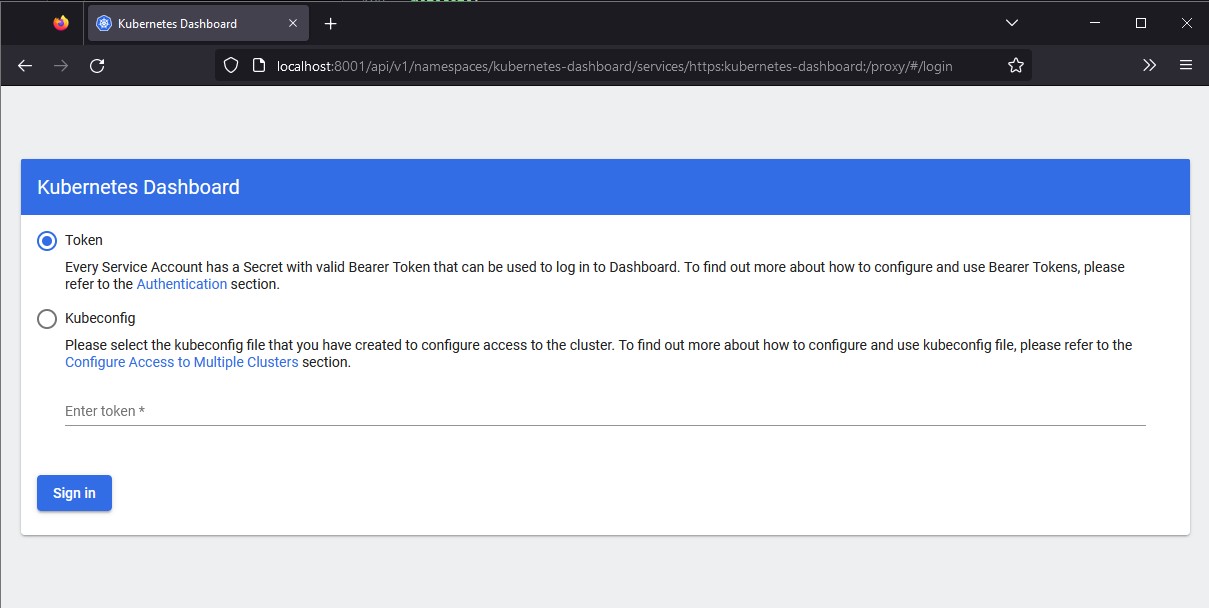 Kubernetes Dashboard
localhost:8001/api/v1/namespaces/kubernetes-dashboard/services/https:kubernetes-dashboard:/proxy/#/login
Kubernetes Dashboard
Token
Every Service Account has a Secret with valid Bearer Token that can be used to log in to Dashboard. To find out more about how to configure and use Bearer Tokens, please
refer to the Authentication section.
Kubeconfig
Please select the kubeconfig file that you have created to configure access to the cluster. To find out more about how to configure and use kubeconfig file, please refer to the
Configure Access to Multiple Clusters section.
Enter token *
Sign in